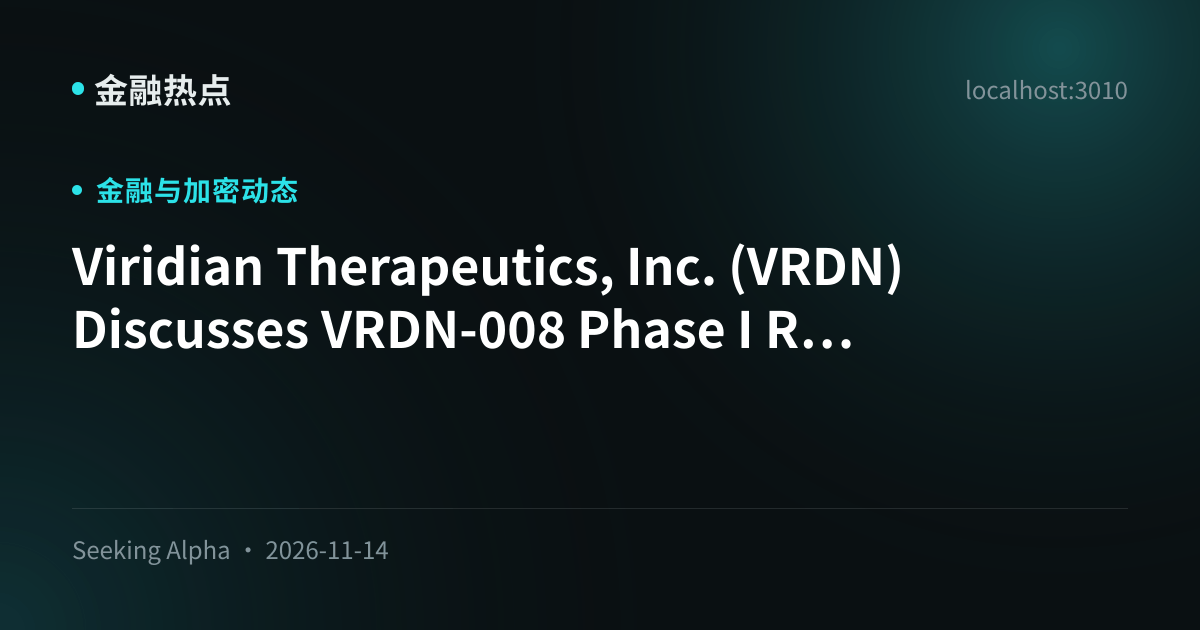 金融热点
localhost:3010
金融与加密动态
Viridian Therapeutics, Inc. (VRDN)
Discusses VRDN-008 Phase I R…
Seeking Alpha • 2026-11-14